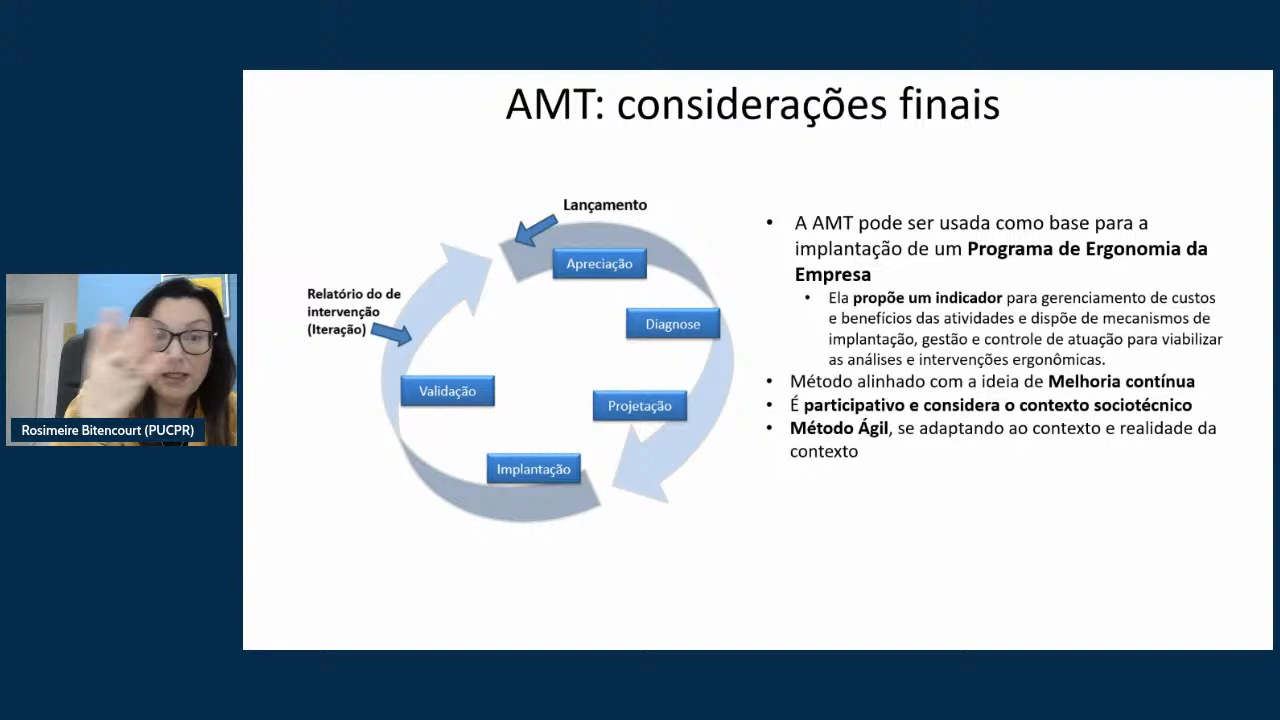 AMT: considerações finais
Lançamento
Apreciação
Relatório do de
intervenção
(Iteração)
Diagnose
Validação
Projetação
Implantação
• A AMT pode ser usada como base para a
implantação de um Programa de Ergonomia da
Empresa
• Ela propõe um indicador para gerenciamento de custos
e benefícios das atividades e dispõe de mecanismos de
implantação, gestão e controle de atuação para viabilizar
as análises e intervenções ergonômicas.
• Método alinhado com a ideia de Melhoria contínua
• É participativo e considera o contexto sociotécnico
• Método Ágil, se adaptando ao contexto e realidade da
contexto
Rosimeire Bitencourt (PUCPR)